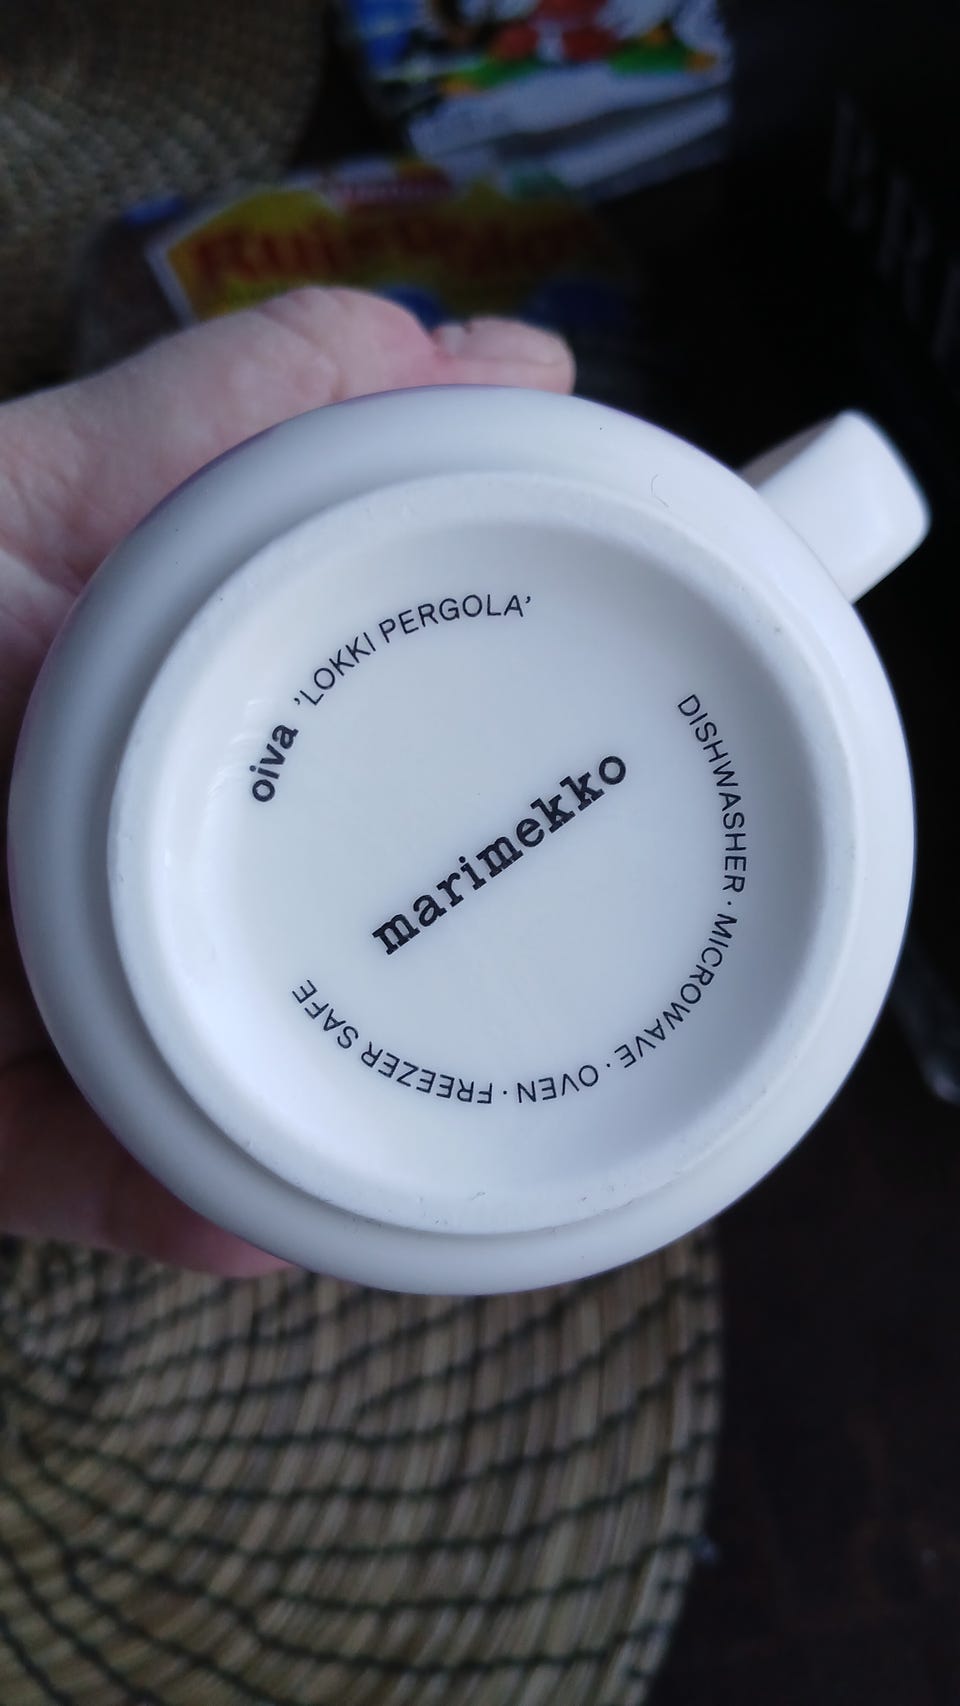 oiva 'LOKKI PERGOLA'
marimekko
DISHWASHER · MICROWAVE · OVEN · FREEZER SAFE